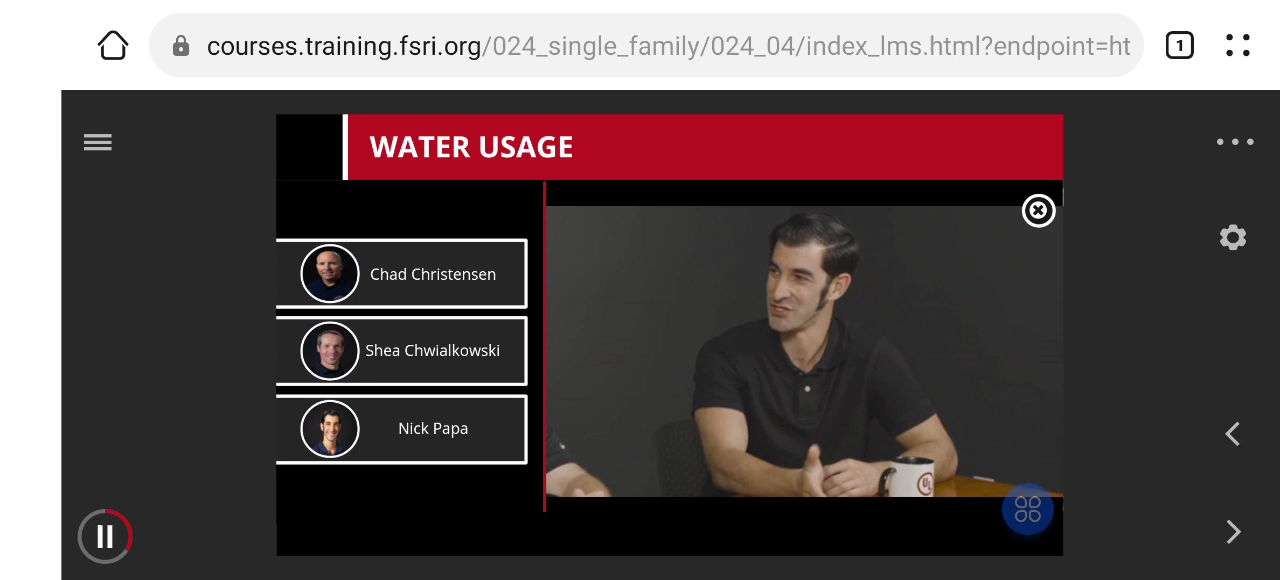 courses.training.fsri.org/024_single_family/024_04/index_lms.html?endpoint=ht
1
WATER USAGE
Chad Christensen
Shea Chwialkowski
Nick Papa
UL